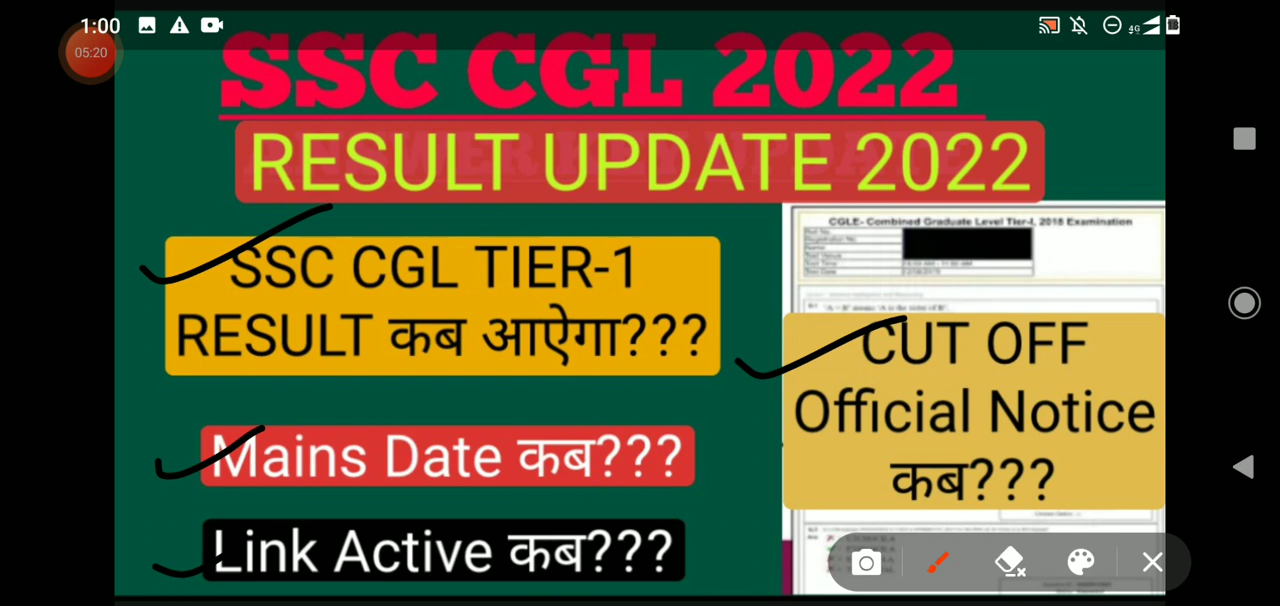 1:00
4G
05:20
SSC CGL 2022
RESULT UPDATE 2022
SSC CGL TIER-1
RESULT कब आऐगा???
Mains Date कब???
Link Active कब???
CGLE- Combined Graduate Level Tier-I, 2018 Examination
CUT OFF
Official Notice
कब???